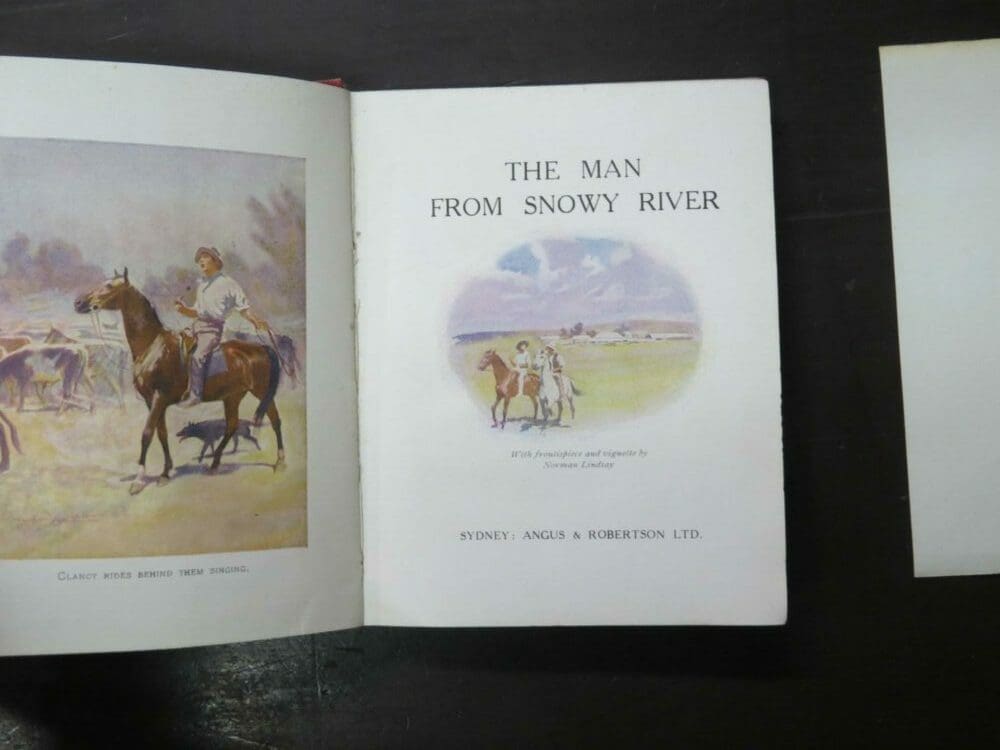 CLANCY RIDES BEHIND THEM SINGING.
THE MAN
FROM SNOWY RIVER
With frontispiece and vignette by
Norman Lindsay
SYDNEY: ANGUS & ROBERTSON LTD.